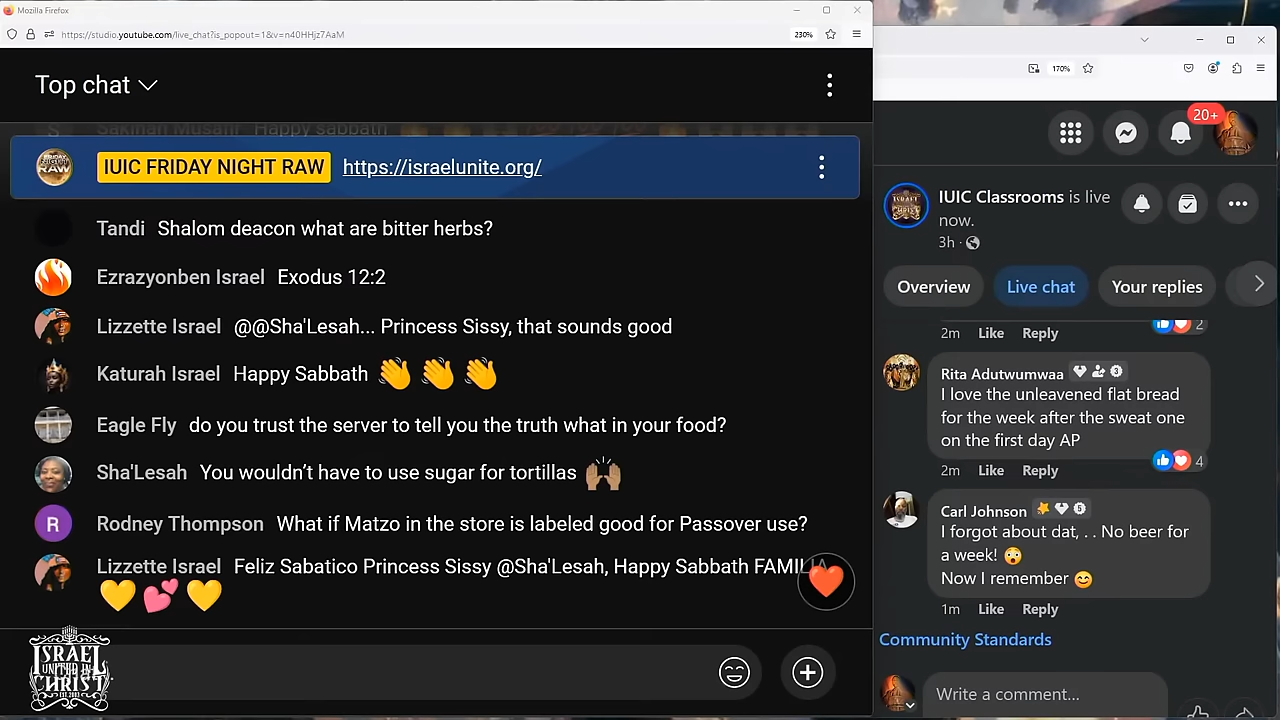 Mozilla Firefox
https://studio.youtube.com/live_chat?is_popout=1&v=n40HHjz7AaM
230%
Top chat
Sakinah Musafir Happy sabbath
IUIC FRIDAY NIGHT RAW https://israelunite.org/
Tandi Shalom deacon what are bitter herbs?
Ezrazyonben Israel Exodus 12:2
Lizzette Israel @@Sha'Lesah... Princess Sissy, that sounds good
Katurah Israel Happy Sabbath 👋 👋 👋
Eagle Fly do you trust the server to tell you the truth what in your food?
Sha'Lesah You wouldn't have to use sugar for tortillas 🙌🏽
R
Rodney Thompson What if Matzo in the store is labeled good for Passover use?
Lizzette Israel Feliz Sabatico Princess Sissy @Sha'Lesah, Happy Sabbath FAMILIA
💛 💕 💛
ISRAEL
UNITED IN
CHRIST
EST. 2003
170%
20+
IUIC Classrooms is live
now.
3h
Overview
Live chat
Your replies
2
2m Like Reply
Rita Adutwumwaa
I love the unleavened flat bread
for the week after the sweat one
on the first day AP
4
2m Like Reply
Carl Johnson
I forgot about dat, . . No beer for
a week! 😳
Now I remember 😊
1m Like Reply
Community Standards
Write a comment...